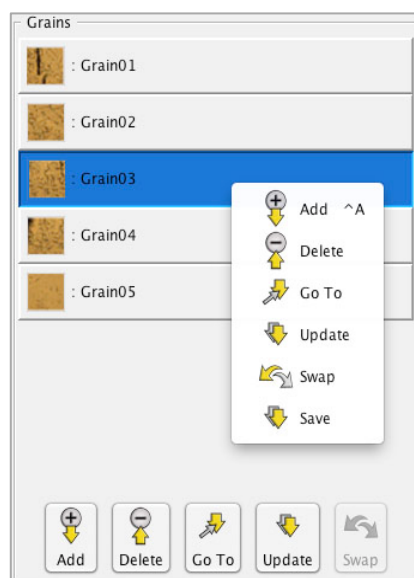 Grains
: Grain01
: Grain02
: Grain03
: Grain04
: Grain05
Add ^A
Delete
Go To
Update
Swap
Save
Add Delete Go To Update Swap